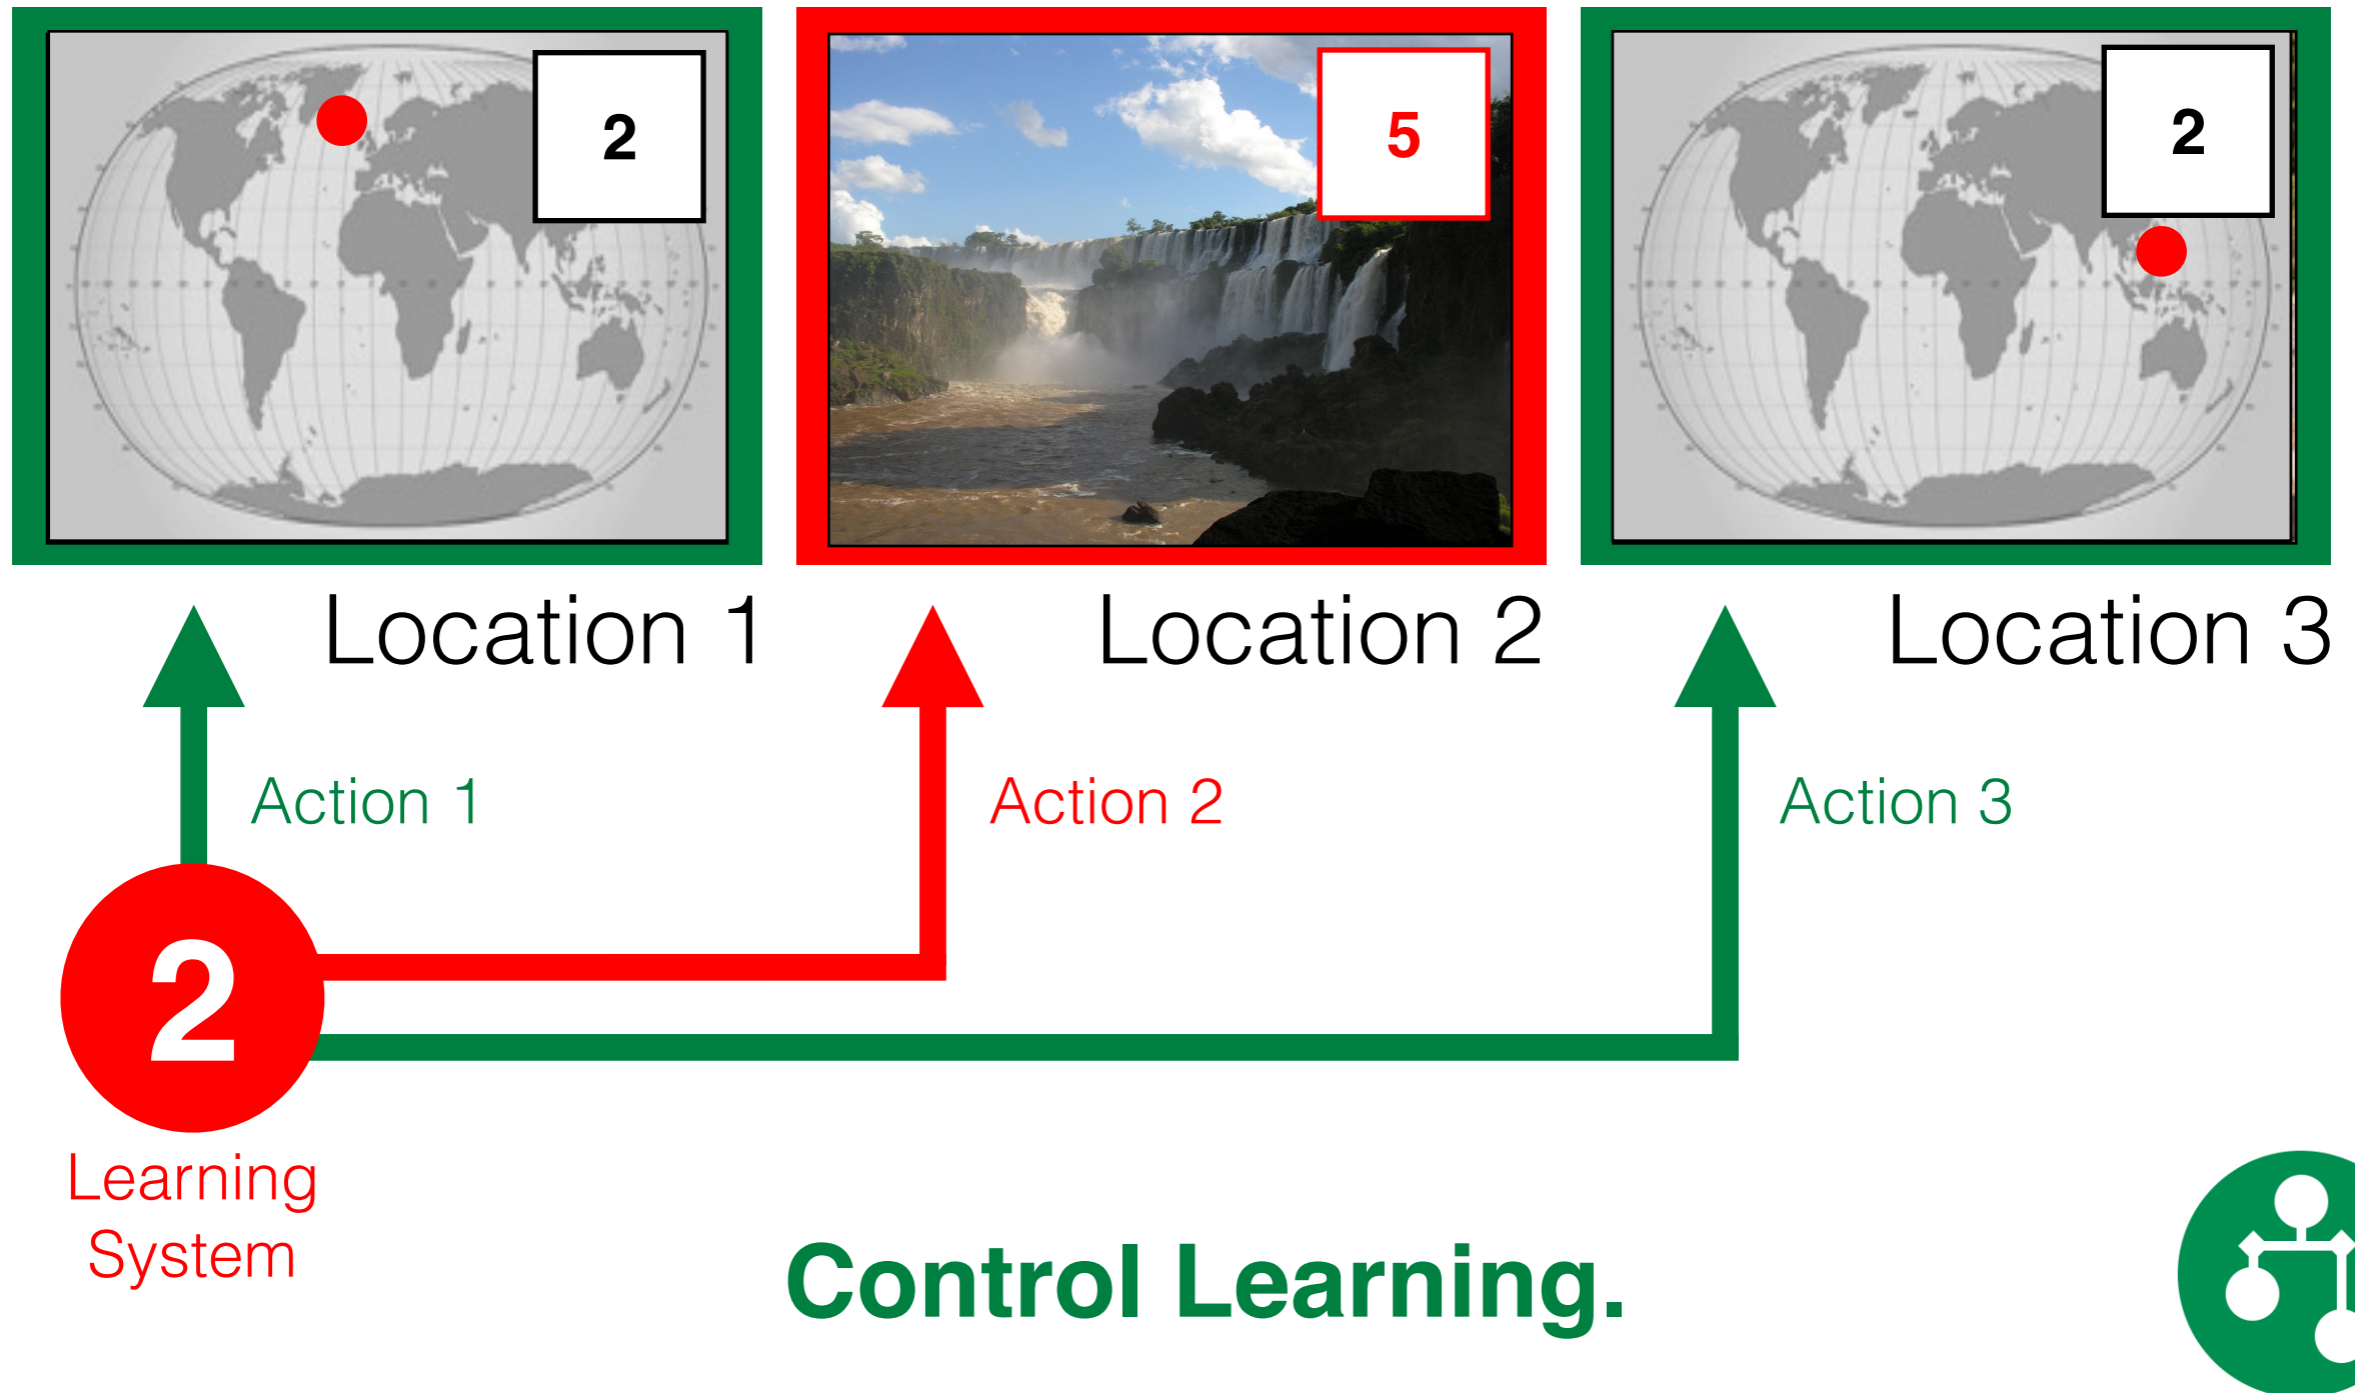 2
5
2
Location 1
Location 2
Location 3
Action 1
Action 2
Action 3
2
Learning
System
Control Learning.